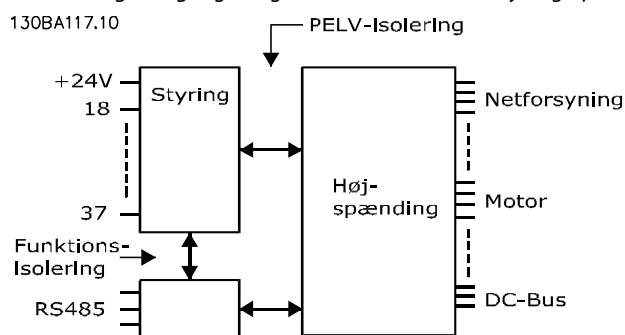 130BA117.10
PELV-Isolering
+24V
18
37
Styring
Høj-
spænding
Netforsyning
Motor
DC-Bus
Funktions-
Isolering
RS485